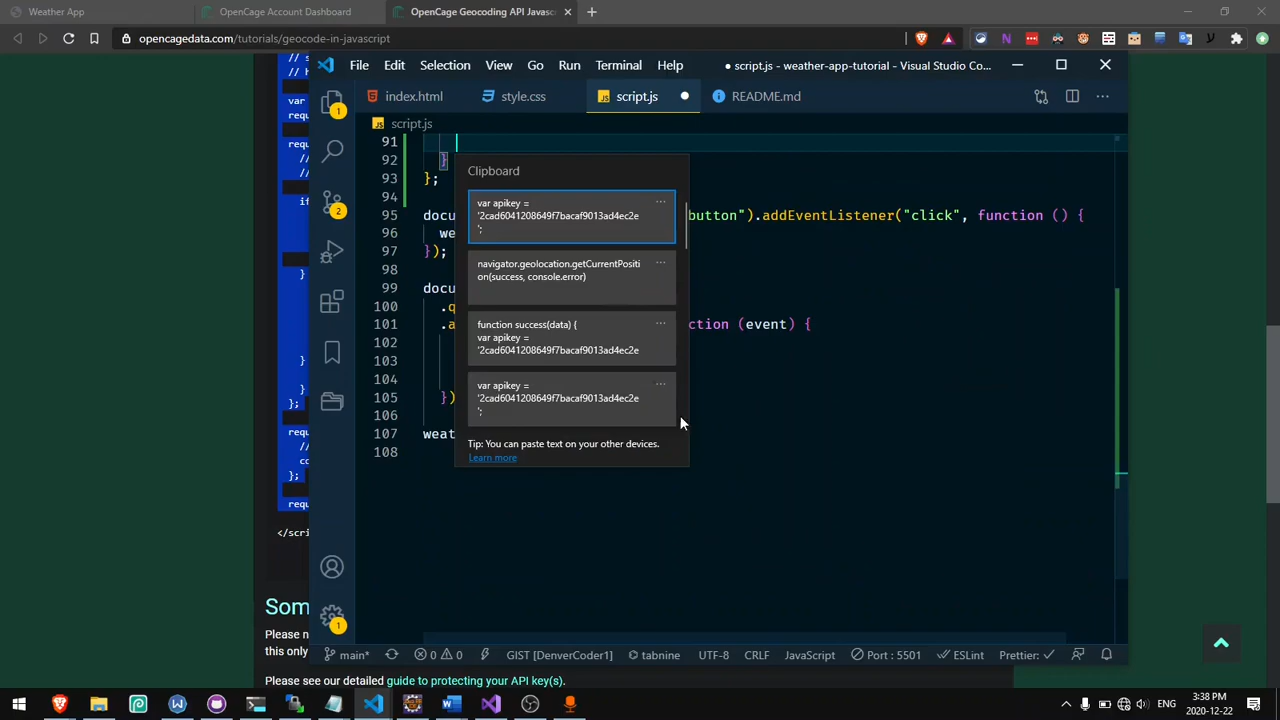 Weather App
OpenCage Account Dashboard
OpenCage Geocoding API Javasc
opencagedata.com/tutorials/geocode-in-javascript
File Edit Selection View Go Run Terminal Help
● script.js - weather-app-tutorial - Visual Studio Co...
index.html
style.css
script.js
README.md
script.js
// s
// h
var
requ
requ
//
//
if
}
}
};
requ
//
co
};
requ
</scri
91
92 }
93 };
94
95 docu button").addEventListener("click", function () {
96 we
97 });
98
99 docu
100 .q
101 .a ction (event) {
102
103
104
105 })
106
107 weat
108
Clipboard
var apikey =
'2cad6041208649f7bacaf9013ad4ec2e
';
navigator.geolocation.getCurrentPositi
on(success, console.error)
function success(data) {
var apikey =
'2cad6041208649f7bacaf9013ad4ec2e
var apikey =
'2cad6041208649f7bacaf9013ad4ec2e
';
Tip: You can paste text on your other devices.
Learn more
Som
Please n
this only
Please see our detailed guide to protecting your API key(s).
main* 0 0 GIST [DenverCoder1] tabnine UTF-8 CRLF JavaScript Port : 5501 ESLint Prettier:
ENG
3:38 PM
2020-12-22